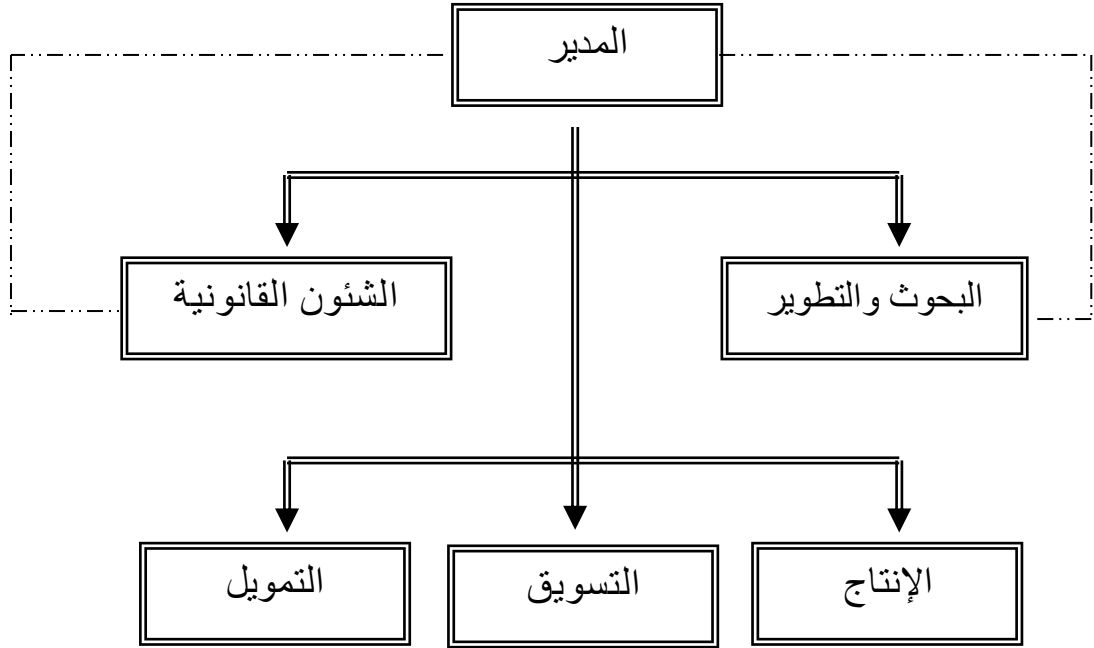 المدير
البحوث والتطوير
الشئون القانونية
الإنتاج
التسويق
التمويل